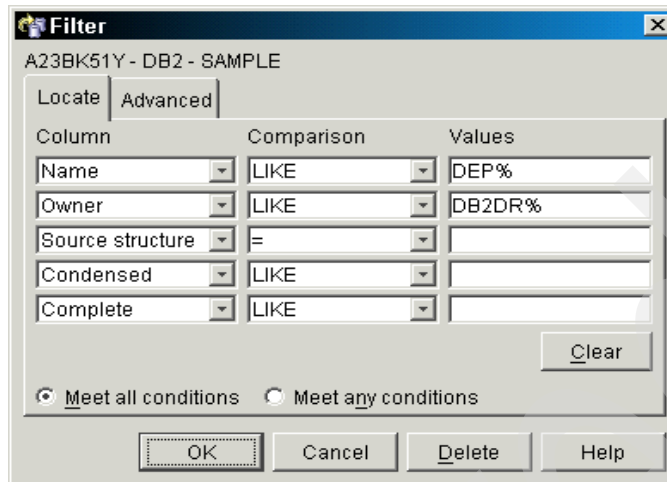 Filter
A23BK51Y - DB2 - SAMPLE
Locate Advanced
Column Comparison Values
Name LIKE DEP%
Owner LIKE DB2DR%
Source structure =
Condensed LIKE
Complete LIKE
Clear
Meet all conditions Meet any conditions
OK Cancel Delete Help